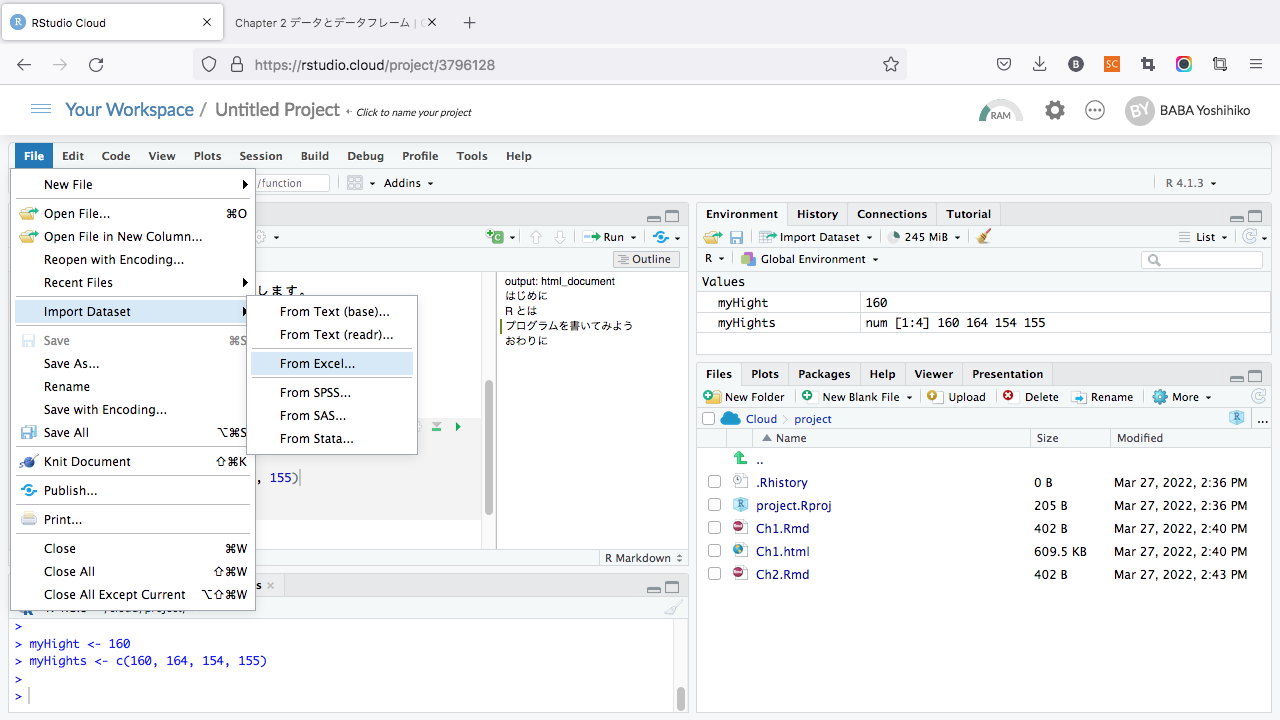 RStudio Cloud
Chapter 2 データとデータフレーム |
https://rstudio.cloud/project/3796128
Your Workspace / Untitled Project ← Click to name your project
RAM
BY BABA Yoshihiko
File Edit Code View Plots Session Build Debug Profile Tools Help
/function Addins
R 4.1.3
New File
Open File... ⌘O
Open File in New Column...
Reopen with Encoding...
Recent Files
Import Dataset
Save ⌘S
Save As...
Rename
Save with Encoding...
Save All ⌥⌘S
Knit Document ⇧⌘K
Publish...
Print...
Close ⌘W
Close All ⇧⌘W
Close All Except Current ⌥⇧⌘W
From Text (base)...
From Text (readr)...
From Excel...
From SPSS...
From SAS...
From Stata...
Run
Outline
します。
, 155)
output: html_document
はじめに
R とは
プログラムを書いてみよう
おわりに
R Markdown
>
> myHight <- 160
> myHights <- c(160, 164, 154, 155)
>
>
Environment History Connections Tutorial
Import Dataset 245 MiB List
R Global Environment
Values
myHight 160
myHights num [1:4] 160 164 154 155
Files Plots Packages Help Viewer Presentation
New Folder New Blank File Upload Delete Rename More
Cloud project ...
Name Size Modified
..
.Rhistory 0 B Mar 27, 2022, 2:36 PM
project.Rproj 205 B Mar 27, 2022, 2:36 PM
Ch1.Rmd 402 B Mar 27, 2022, 2:40 PM
Ch1.html 609.5 KB Mar 27, 2022, 2:40 PM
Ch2.Rmd 402 B Mar 27, 2022, 2:43 PM